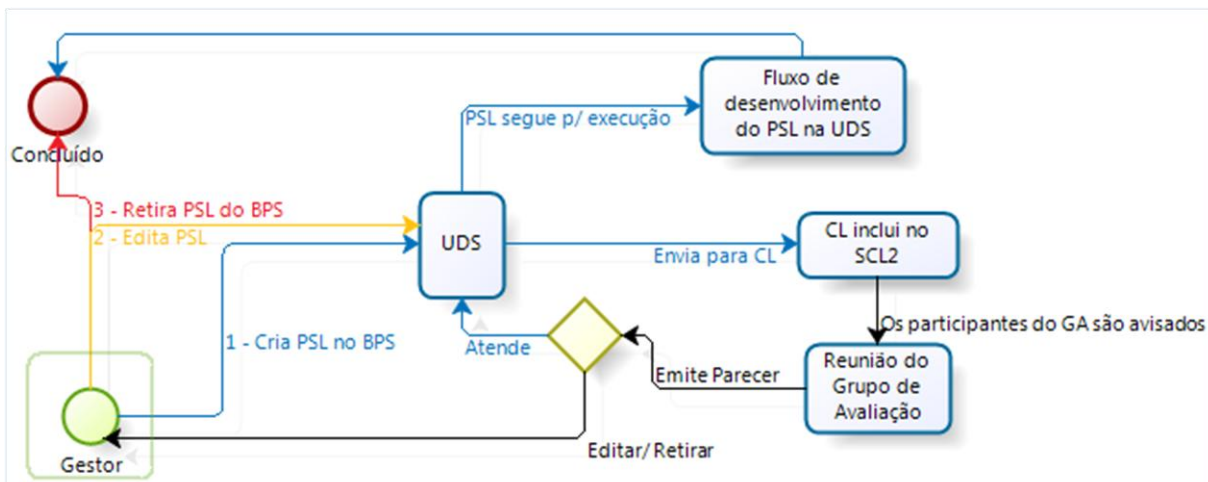 Fluxo de
desenvolvimento
do PSL na UDS
PSL segue p/ execução
Concluído
3 - Retira PSL do BPS
2 - Edita PSL
UDS
CL inclui no
SCL2
Envia para CL
Os participantes do GA são avisados
1 - Cria PSL no BPS
Atende
Emite Parecer
Reunião do
Grupo de
Avaliação
Editar/ Retirar
Gestor